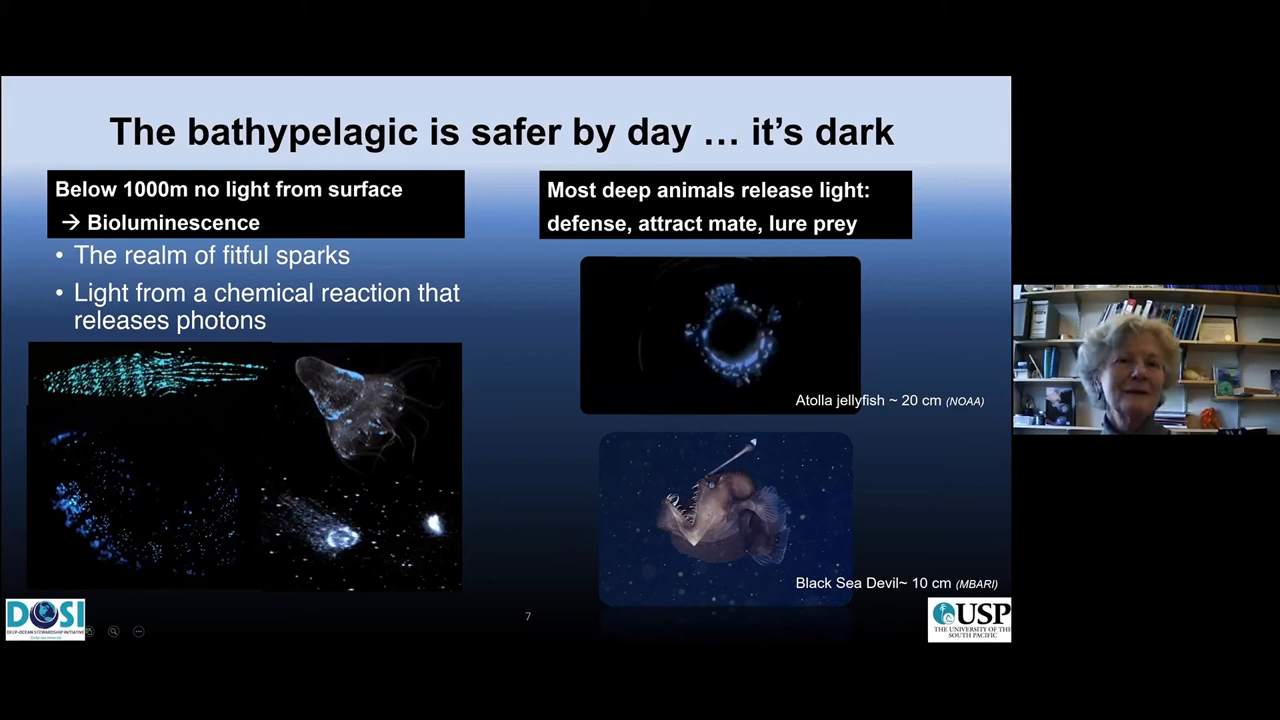 The bathypelagic is safer by day … it’s dark
Below 1000m no light from surface
→ Bioluminescence
• The realm of fitful sparks
• Light from a chemical reaction that
releases photons
Most deep animals release light:
defense, attract mate, lure prey
Atolla jellyfish ~ 20 cm (NOAA)
Black Sea Devil~ 10 cm (MBARI)
7
DOSI
DEEP-OCEAN STEWARDSHIP INITIATIVE
USP
THE UNIVERSITY OF THE
SOUTH PACIFIC